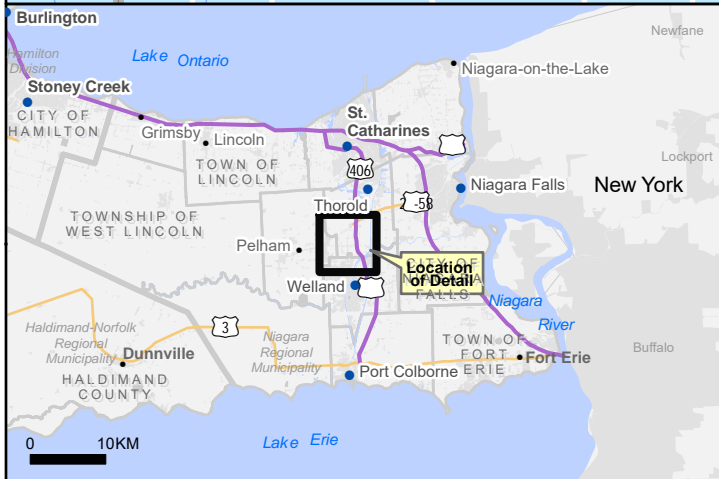 Burlington
Newfane
Hamilton
Division
Lake Ontario
Niagara-on-the-Lake
Stoney Creek
CITY OF
HAMILTON
Grimsby
Lincoln
St.
Catharines
TOWN OF
LINCOLN
406
Lockport
Thorold
Niagara Falls
New York
TOWNSHIP OF
WEST LINCOLN
Pelham
CITY OF
NIAGARA
FALLS
Location
of Detail
Welland
Niagara
River
Haldimand-Norfolk
Regional
Municipality
3
Niagara
Regional
Municipality
Dunnville
HALDIMAND
COUNTY
TOWN OF
FORT
ERIE
Fort Erie
Buffalo
Port Colborne
Lake Erie
0 10KM